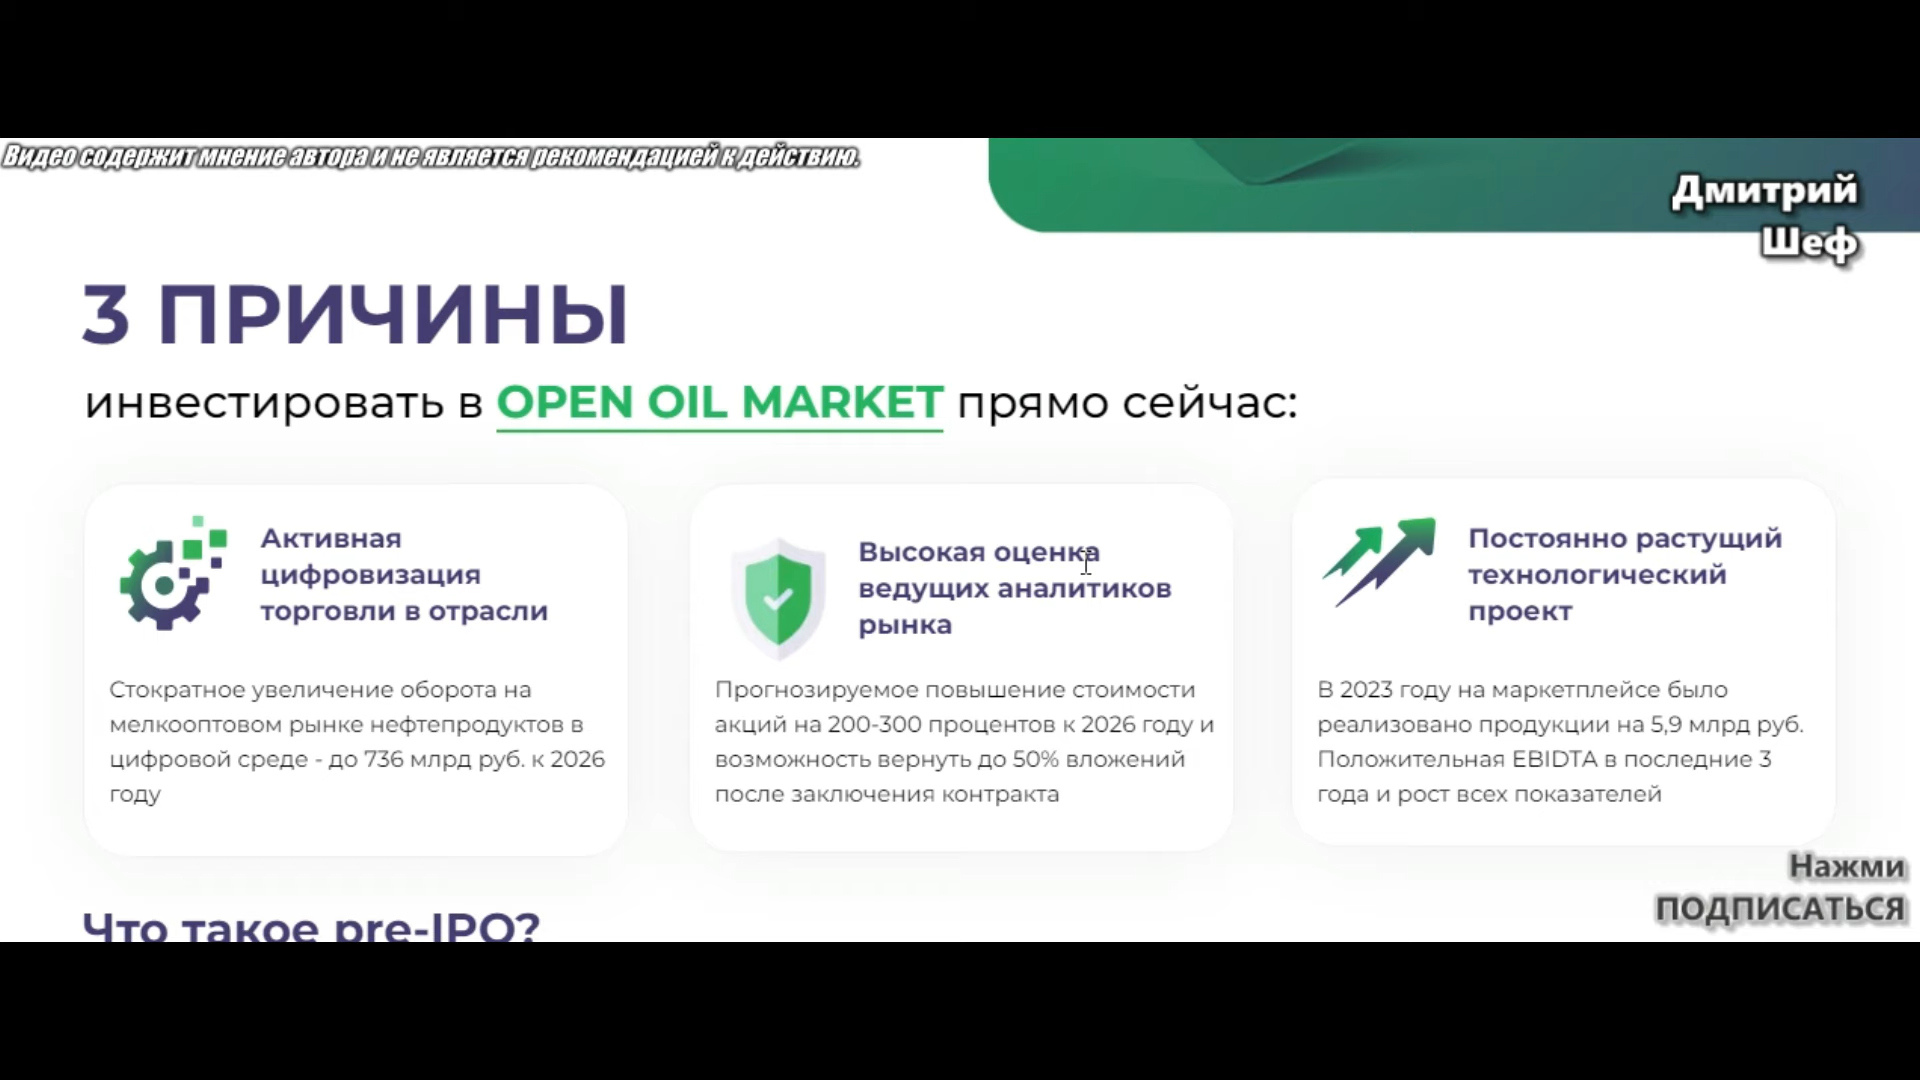 Видео содержит мнение автора и не является рекомендацией к действию.
Дмитрий
Шеф
3 ПРИЧИНЫ
инвестировать в OPEN OIL MARKET прямо сейчас:
Активная
цифровизация
торговли в отрасли
Стократное увеличение оборота на
мелкооптовом рынке нефтепродуктов в
цифровой среде - до 736 млрд руб. к 2026
году
Высокая оценка
ведущих аналитиков
рынка
Прогнозируемое повышение стоимости
акций на 200-300 процентов к 2026 году и
возможность вернуть до 50% вложений
после заключения контракта
Постоянно растущий
технологический
проект
В 2023 году на маркетплейсе было
реализовано продукции на 5,9 млрд руб.
Положительная EBIDTA в последние 3
года и рост всех показателей
Нажми
ПОДПИСАТЬСЯ
Что такое pre-IPO?